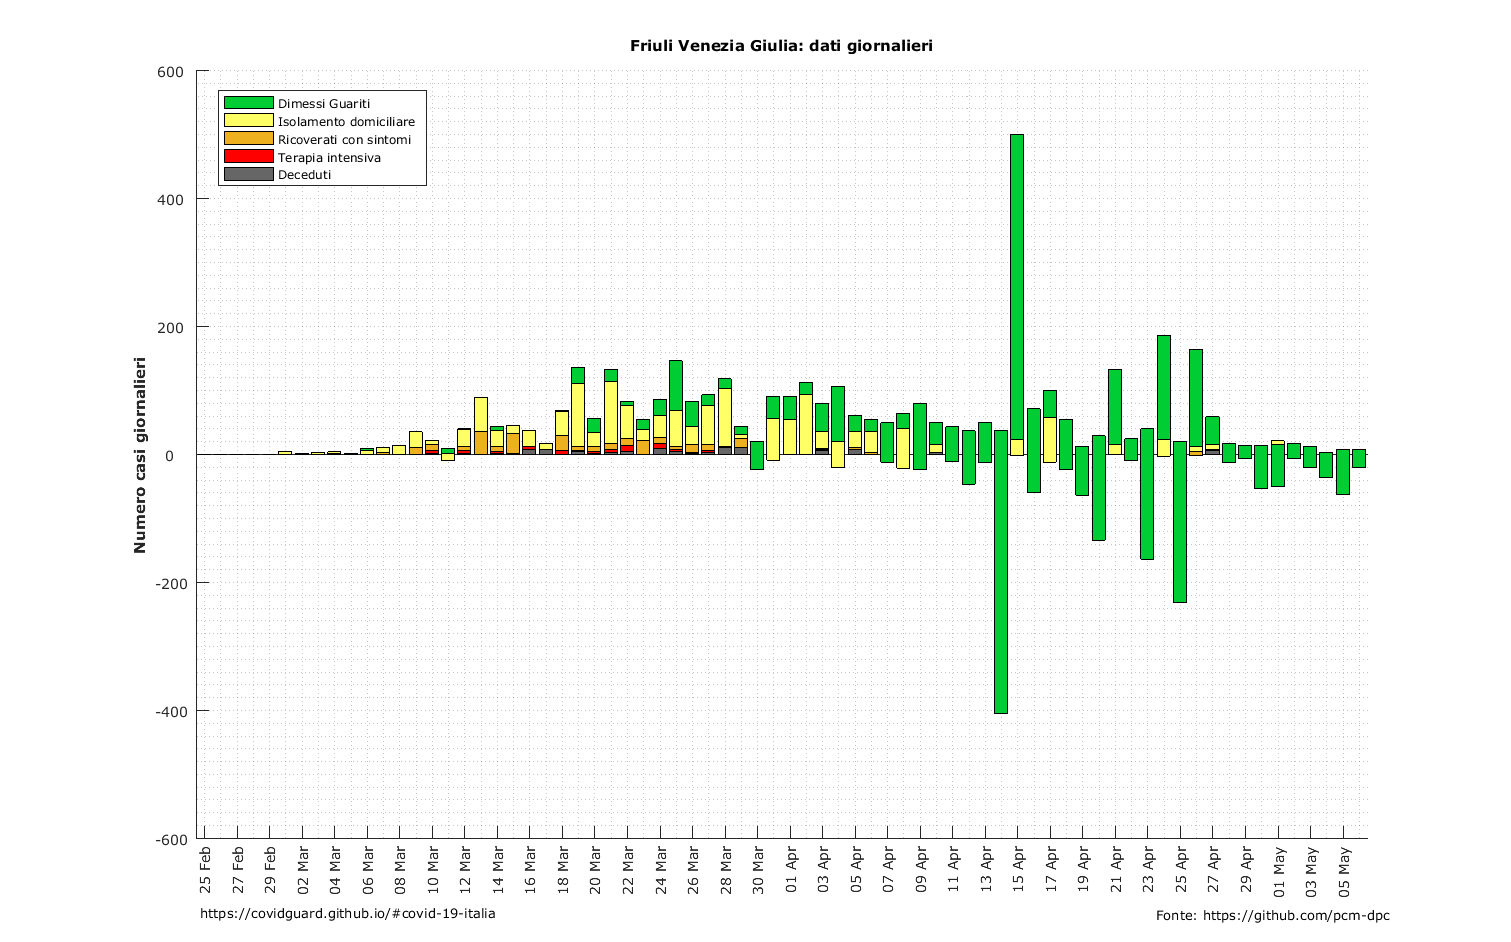 Friuli Venezia Giulia: dati giornalieri
600
400
200
0
-200
-400
-600
Numero casi giornalieri
Dimessi Guariti
Isolamento domiciliare
Ricoverati con sintomi
Terapia intensiva
Deceduti
25 Feb
27 Feb
29 Feb
02 Mar
04 Mar
06 Mar
08 Mar
10 Mar
12 Mar
14 Mar
16 Mar
18 Mar
20 Mar
22 Mar
24 Mar
26 Mar
28 Mar
30 Mar
01 Apr
03 Apr
05 Apr
07 Apr
09 Apr
11 Apr
13 Apr
15 Apr
17 Apr
19 Apr
21 Apr
23 Apr
25 Apr
27 Apr
29 Apr
01 May
03 May
05 May
https://covidguard.github.io/#covid-19-italia
Fonte: https://github.com/pcm-dpc